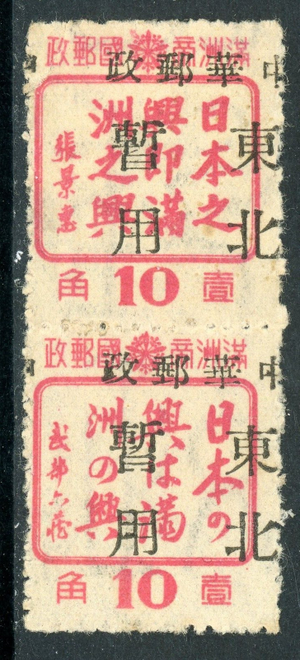 滿洲帝國郵政
中華郵政
東北
暫用
日本之
興即滿
洲之興
張景惠
壹 10 角
滿洲帝國郵政
中華郵政
東北
暫用
日本の
興は滿
洲の興
武部六藏
壹 10 角